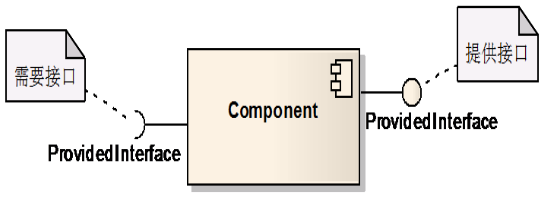 需要接口
ProvidedInterface
Component
提供接口
ProvidedInterface